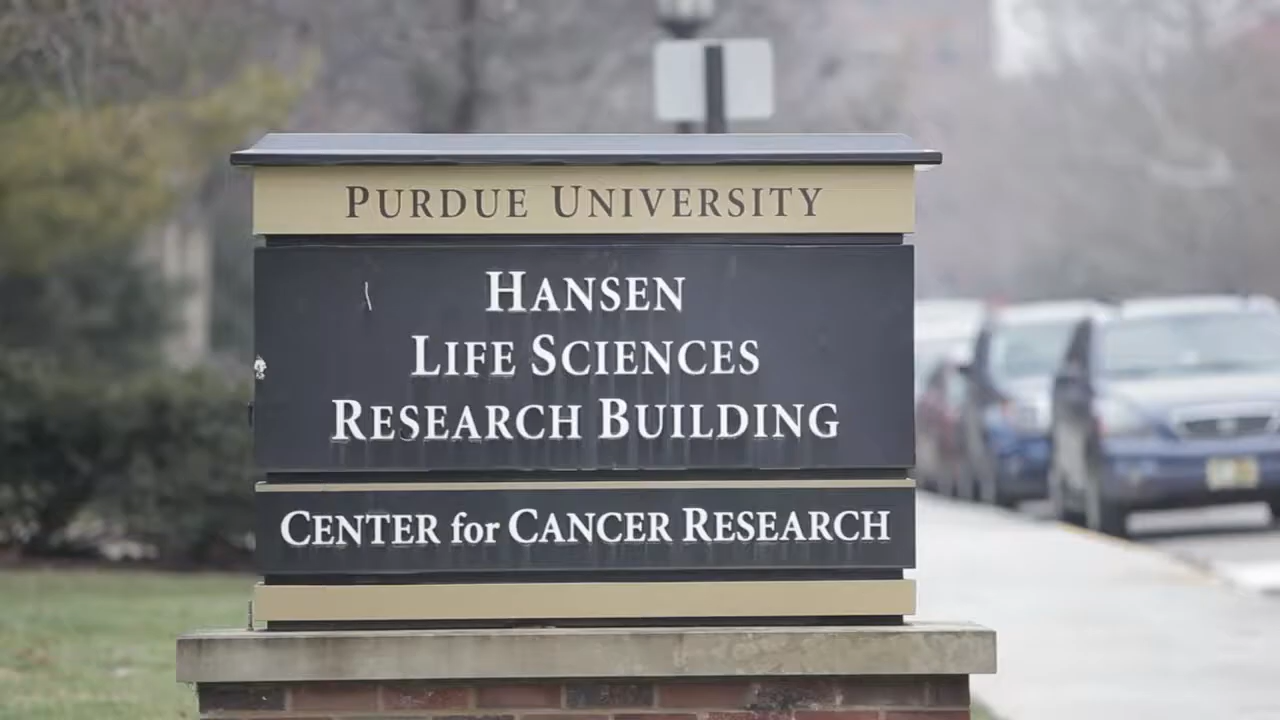 PURDUE UNIVERSITY
HANSEN
LIFE SCIENCES
RESEARCH BUILDING
CENTER for CANCER RESEARCH